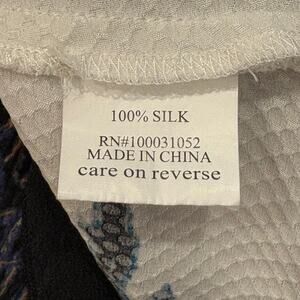 100% SILK
RN#100031052
MADE IN CHINA
care on reverse